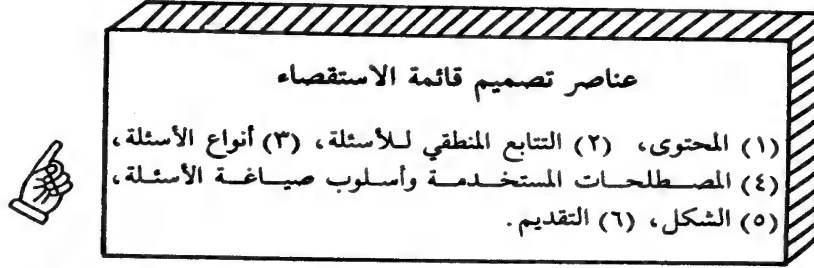 عناصر تصميم قائمة الاستقصاء
(١) المحتوى، (٢) التتابع المنطقي للأسئلة، (٣) أنواع الأسئلة،
(٤) المصطلحات المستخدمة وأسلوب صياغة الأسئلة،
(٥) الشكل، (٦) التقديم.